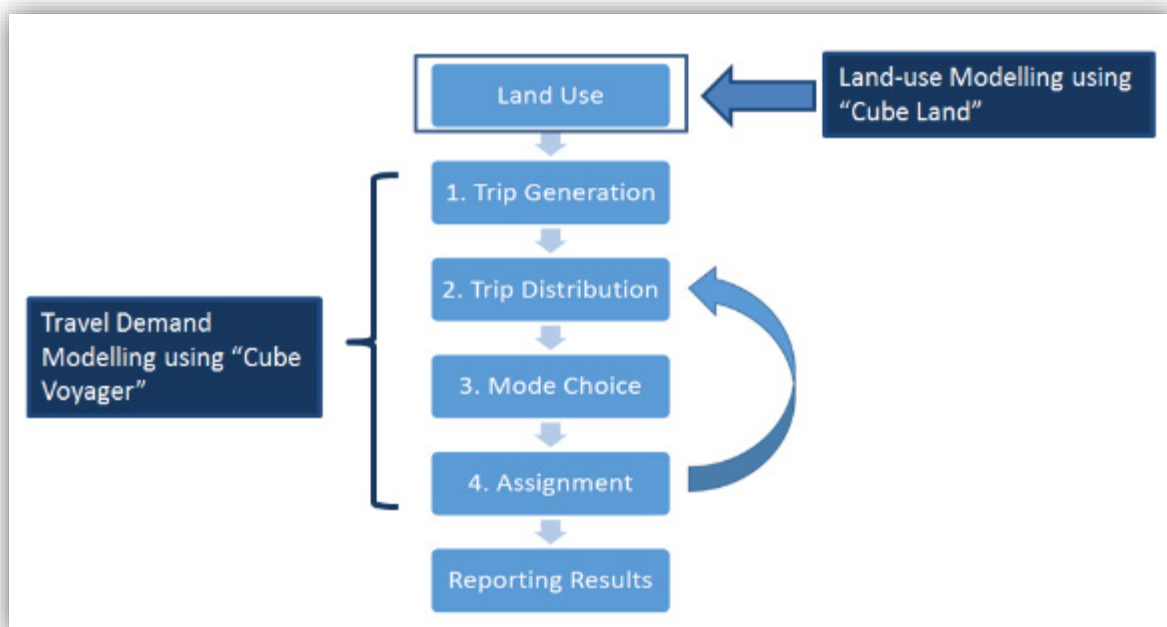 Land Use
Land-use Modelling using
“Cube Land”
1. Trip Generation
2. Trip Distribution
Travel Demand
Modelling using “Cube
Voyager”
3. Mode Choice
4. Assignment
Reporting Results